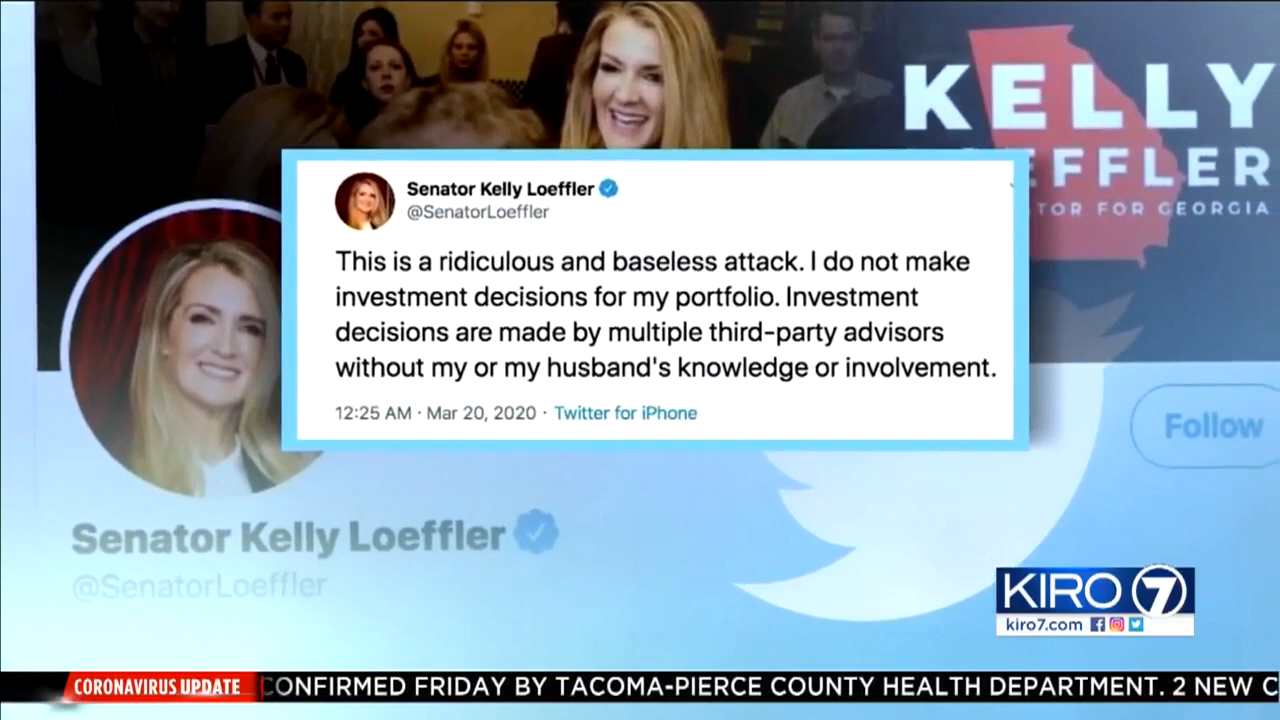 KELLY
EFFLER
TOR FOR GEORGIA
Senator Kelly Loeffler
@SenatorLoeffler
This is a ridiculous and baseless attack. I do not make
investment decisions for my portfolio. Investment
decisions are made by multiple third-party advisors
without my or my husband's knowledge or involvement.
12:25 AM · Mar 20, 2020 · Twitter for iPhone
Follow
Senator Kelly Loeffler
@SenatorLoeffler
KIRO 7
kiro7.com
CORONAVIRUS UPDATE
CONFIRMED FRIDAY BY TACOMA-PIERCE COUNTY HEALTH DEPARTMENT. 2 NEW C